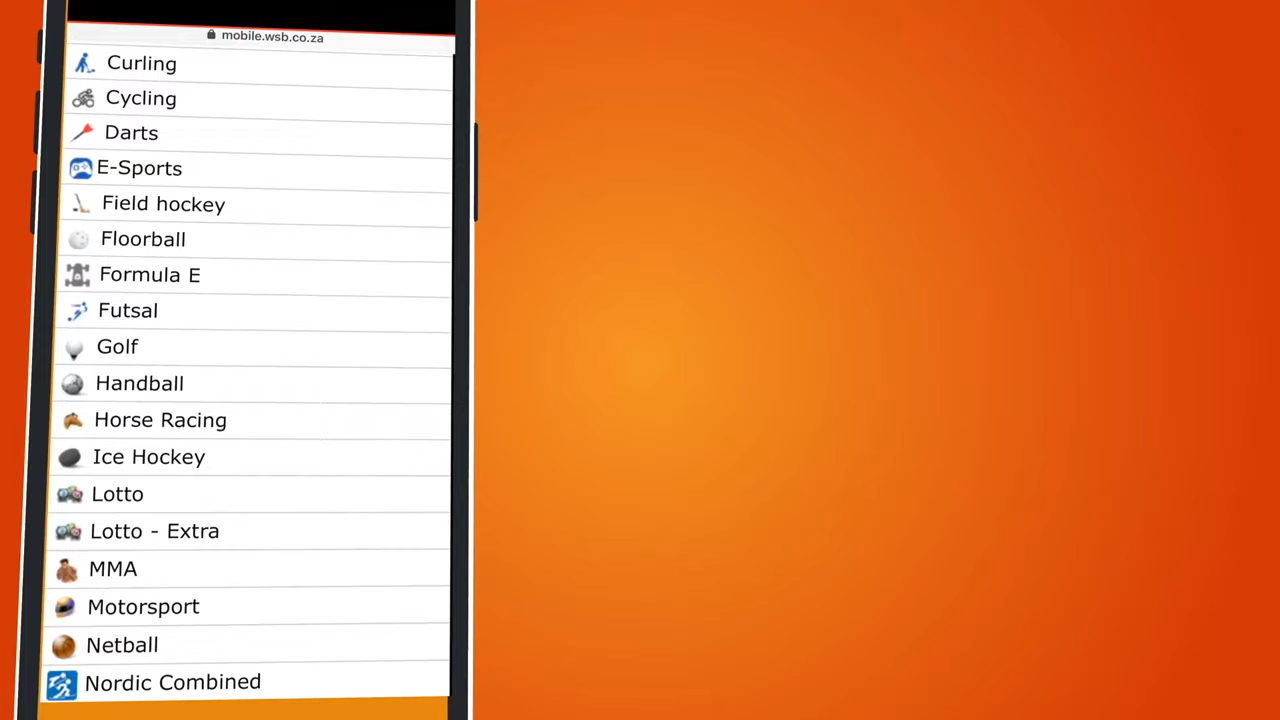 mobile.wsb.co.za
Curling
Cycling
Darts
E-Sports
Field hockey
Floorball
Formula E
Futsal
Golf
Handball
Horse Racing
Ice Hockey
Lotto
Lotto - Extra
MMA
Motorsport
Netball
Nordic Combined